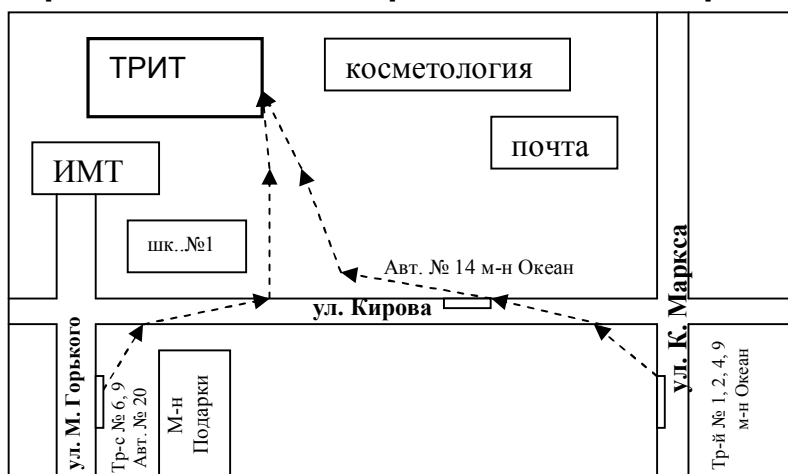 ТРИТ
косметология
почта
ИМТ
шк..№1
Авт. № 14 м-н Океан
ул. Кирова
ул. К. Маркса
ул. М. Горького
Тр-с № 6, 9
Авт. № 20
М-н
Подарки
Тр-й № 1, 2, 4, 9
м-н Океан